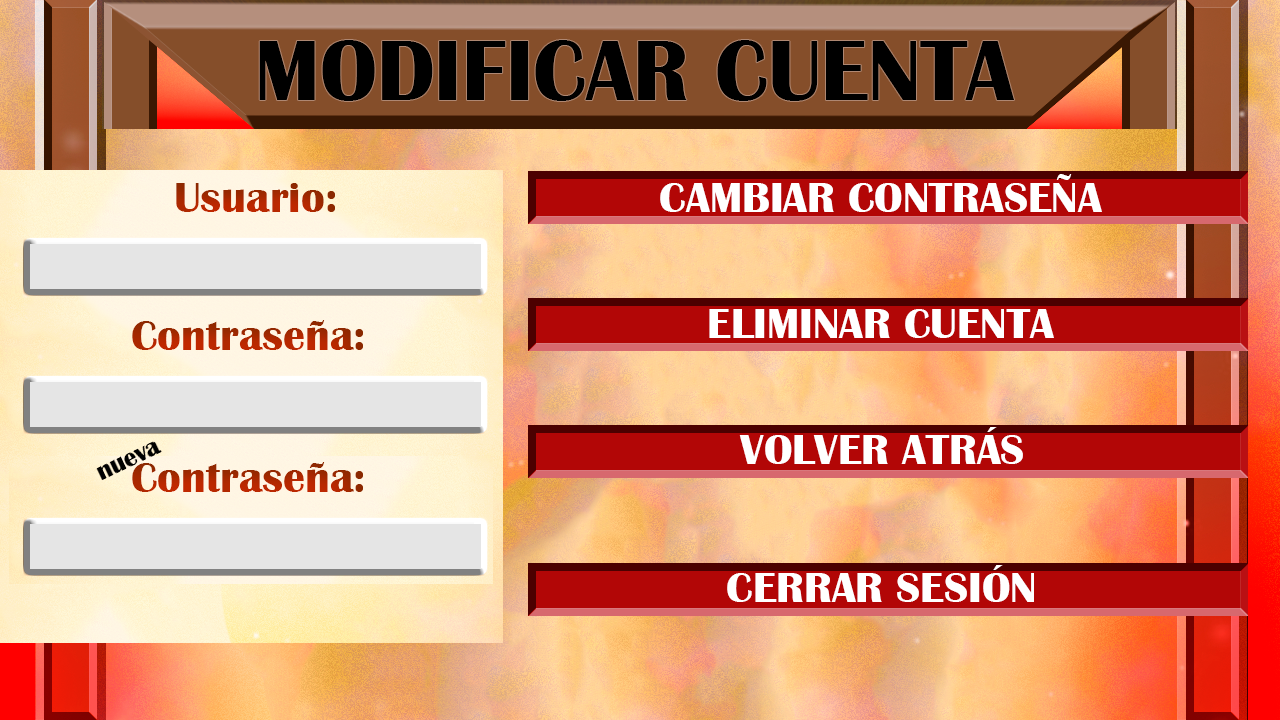 MODIFICAR CUENTA
Usuario:
Contraseña:
nueva
Contraseña:
CAMBIAR CONTRASEÑA
ELIMINAR CUENTA
VOLVER ATRÁS
CERRAR SESIÓN